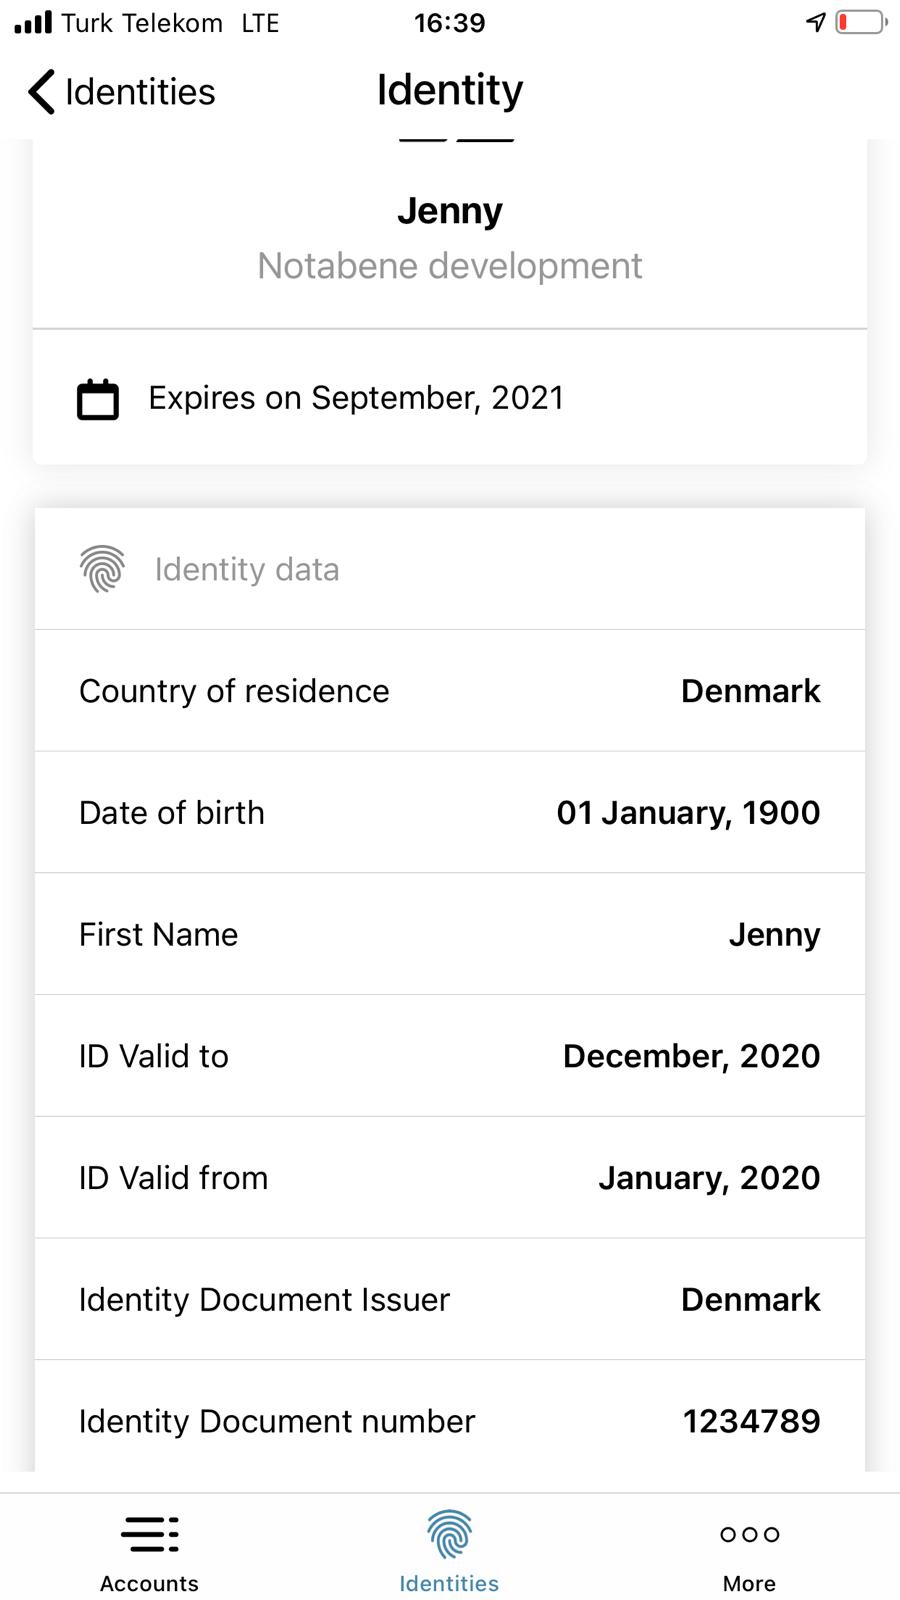 Turk Telekom LTE 16:39
Identities Identity
Jenny
Notabene development
Expires on September, 2021
Identity data
Country of residence Denmark
Date of birth 01 January, 1900
First Name Jenny
ID Valid to December, 2020
ID Valid from January, 2020
Identity Document Issuer Denmark
Identity Document number 1234789
Accounts Identities More